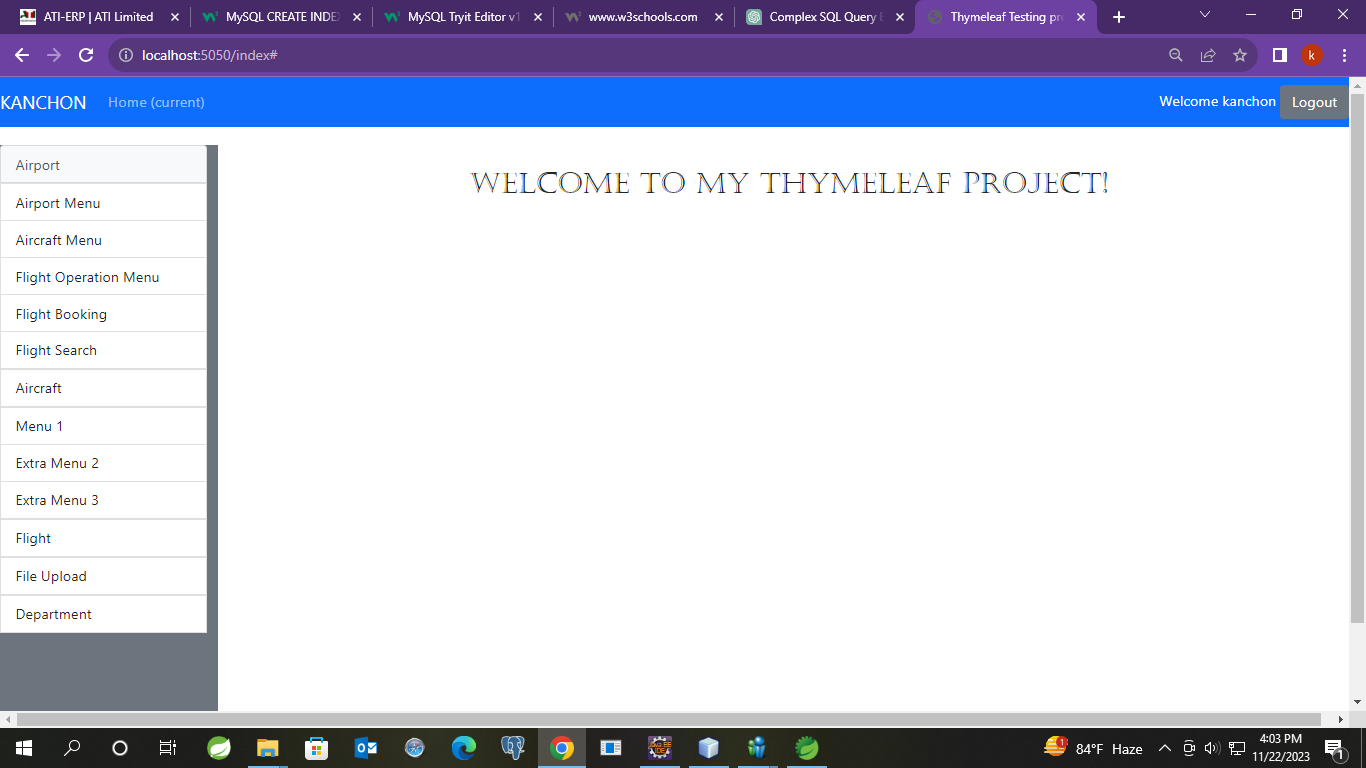 ATI-ERP | ATI Limited
MySQL CREATE INDE
MySQL Tryit Editor v1
www.w3schools.com
Complex SQL Query
Thymeleaf Testing pr
localhost:5050/index#
k
KANCHON
Home (current)
Welcome kanchon
Logout
Airport
Airport Menu
Aircraft Menu
Flight Operation Menu
Flight Booking
Flight Search
Aircraft
Menu 1
Extra Menu 2
Extra Menu 3
Flight
File Upload
Department
WELCOME TO MY THYMELEAF PROJECT!
1
84°F Haze
4:03 PM
11/22/2023
1